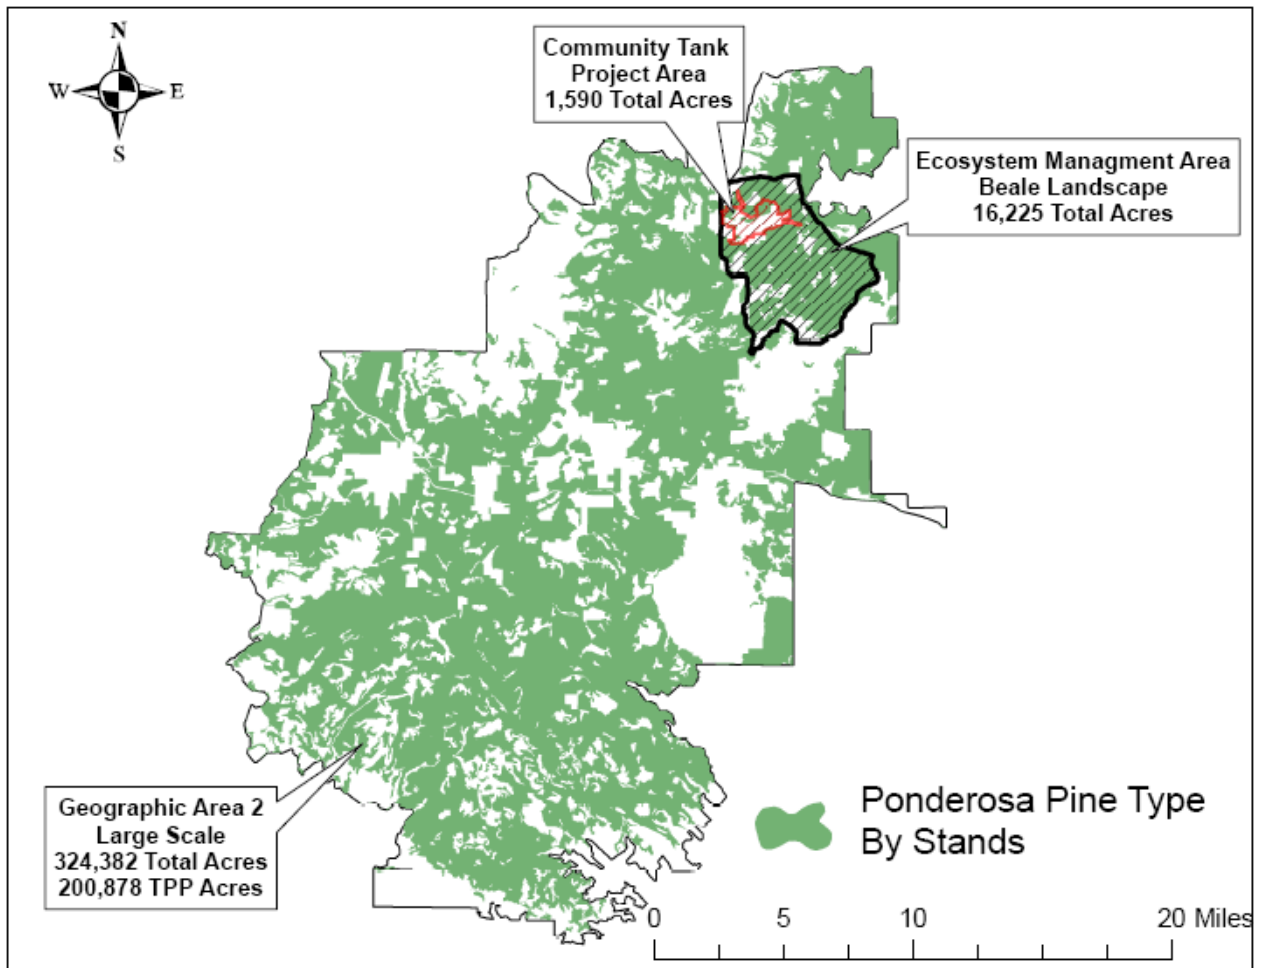 N
W E
S
Community Tank
Project Area
1,590 Total Acres
Ecosystem Managment Area
Beale Landscape
16,225 Total Acres
Geographic Area 2
Large Scale
324,382 Total Acres
200,878 TPP Acres
Ponderosa Pine Type
By Stands
0 5 10 20 Miles